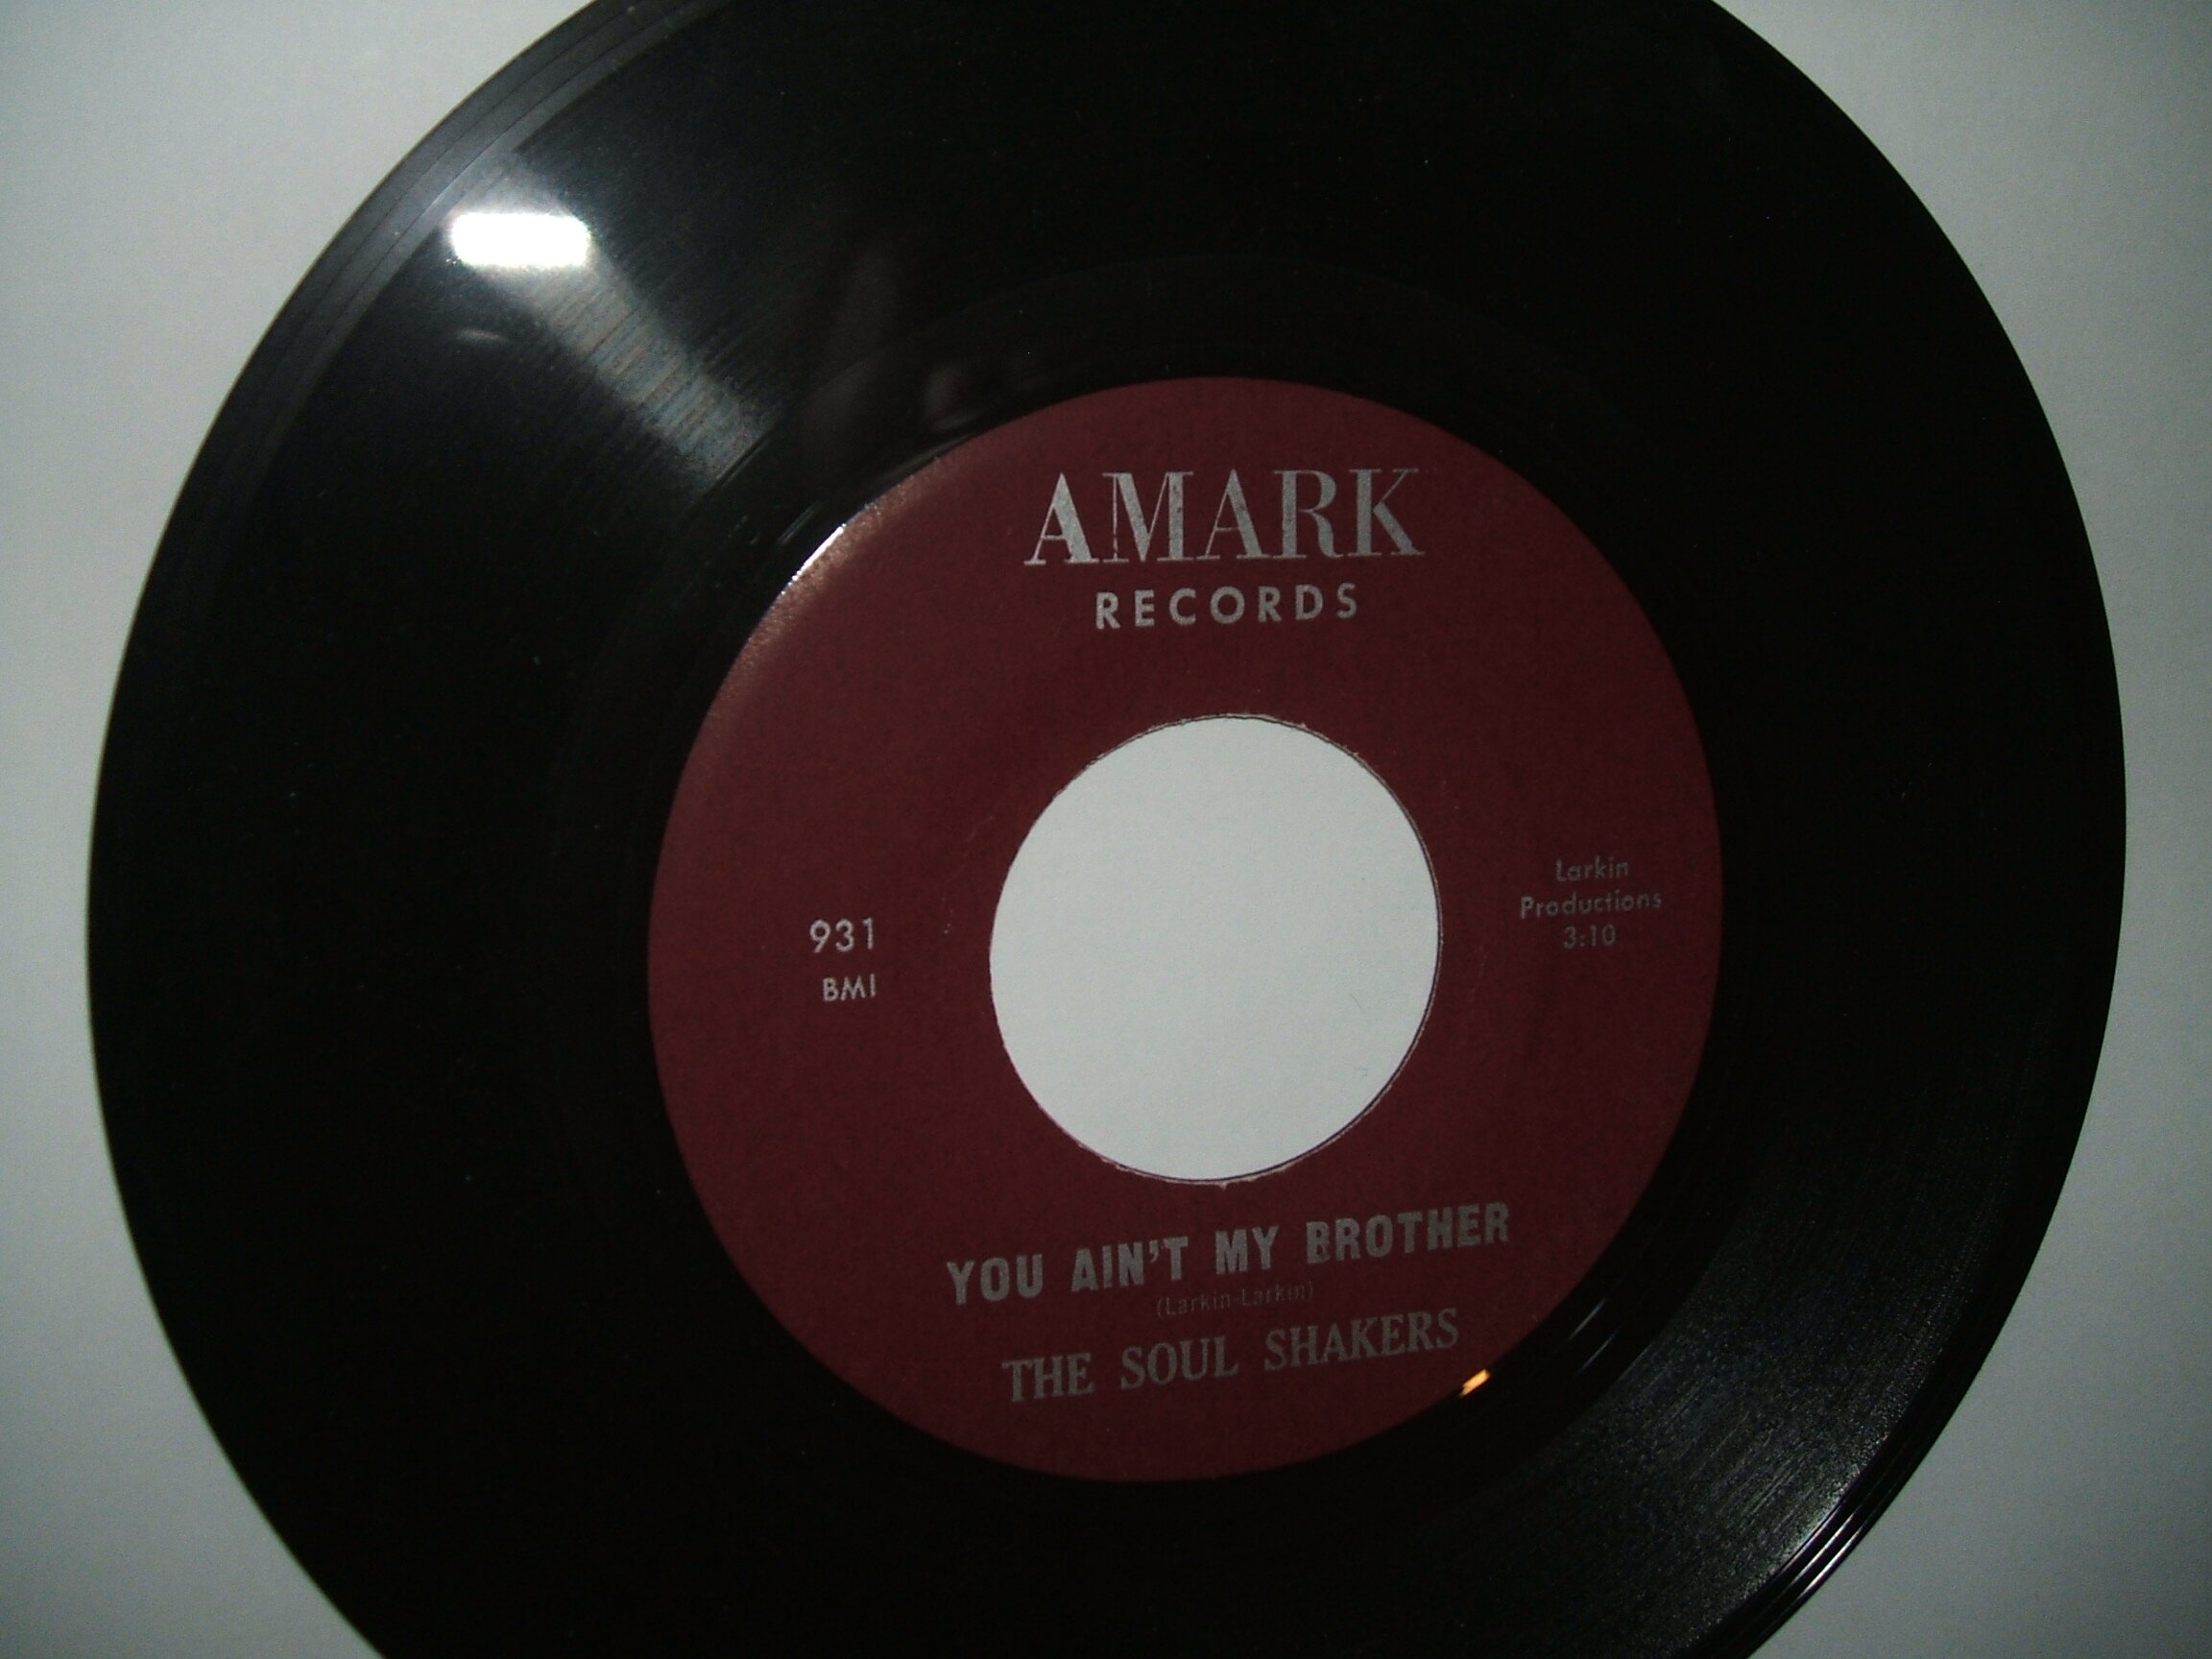 AMARK
RECORDS
931
BMI
Larkin
Productions
3:10
YOU AIN'T MY BROTHER
(Larkin-Larkin)
THE SOUL SHAKERS